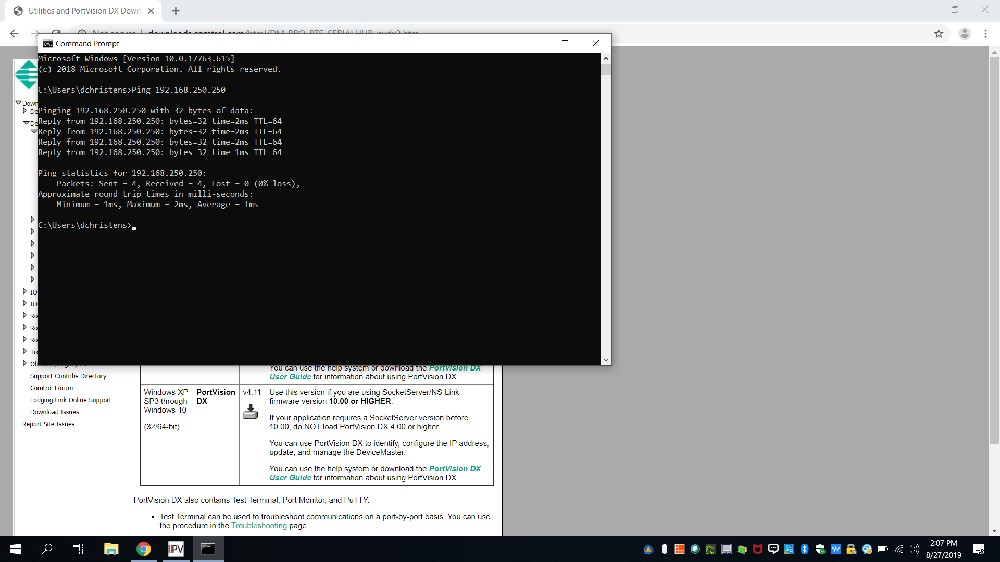 Utilities and PortVision DX Down
Command Prompt
Microsoft Windows [Version 10.0.17763.615]
(c) 2018 Microsoft Corporation. All rights reserved.
C:\Users\dchristens>Ping 192.168.250.250
Pinging 192.168.250.250 with 32 bytes of data:
Reply from 192.168.250.250: bytes=32 time=2ms TTL=64
Reply from 192.168.250.250: bytes=32 time=2ms TTL=64
Reply from 192.168.250.250: bytes=32 time=2ms TTL=64
Reply from 192.168.250.250: bytes=32 time=1ms TTL=64
Ping statistics for 192.168.250.250:
Packets: Sent = 4, Received = 4, Lost = 0 (0% loss),
Approximate round trip times in milli-seconds:
Minimum = 1ms, Maximum = 2ms, Average = 1ms
C:\Users\dchristens>
Down
De
De
IO
IO
Ro
Ro
Ro
Tro
Support Contribs Directory
Comtrol Forum
Lodging Link Online Support
Download Issues
Report Site Issues
You can use the help system or download the PortVision DX
User Guide for information about using PortVision DX.
Windows XP
SP3 through
Windows 10
(32/64-bit)
PortVision
DX
v4.11
Use this version if you are using SocketServer/NS-Link
firmware version 10.00 or HIGHER.
If your application requires a SocketServer version before
10.00, do NOT load PortVision DX 4.00 or higher.
You can use PortVision DX to identify, configure the IP address,
update, and manage the DeviceMaster.
You can use the help system or download the PortVision DX
User Guide for information about using PortVision DX.
PortVision DX also contains Test Terminal, Port Monitor, and PuTTY.
• Test Terminal can be used to troubleshoot communications on a port-by-port basis. You can use
the procedure in the Troubleshooting page.
PV
2:07 PM
8/27/2019